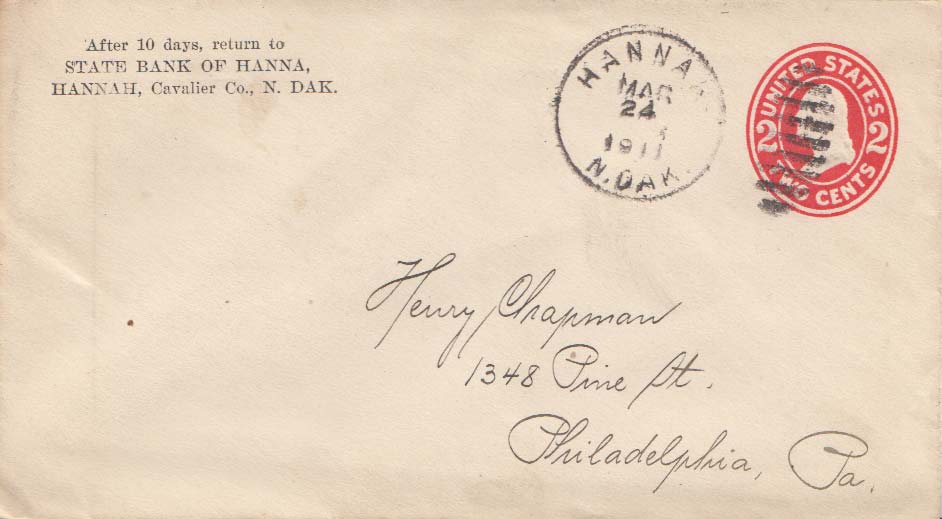 After 10 days, return to
STATE BANK OF HANNA,
HANNAH, Cavalier Co., N. DAK.
HANNAH
MAR
24
1911
N. DAK.
UNITED STATES
2 2
TWO CENTS
Henry Chapman
1348 Pine St.
Philadelphia, Pa.